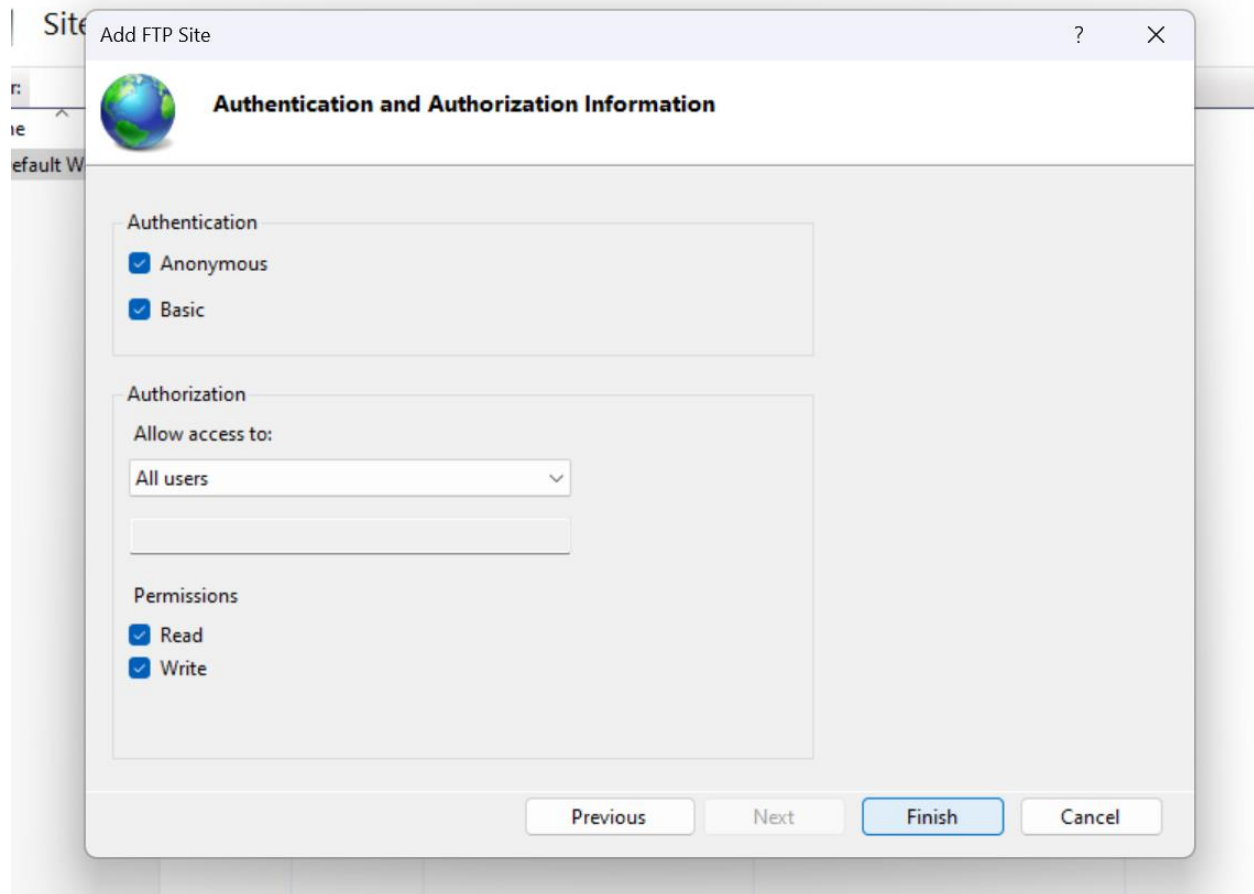 Site
Add FTP Site
?
r:
Authentication and Authorization Information
ne
efault W
Authentication
Anonymous
Basic
Authorization
Allow access to:
All users
Permissions
Read
Write
Previous Next Finish Cancel